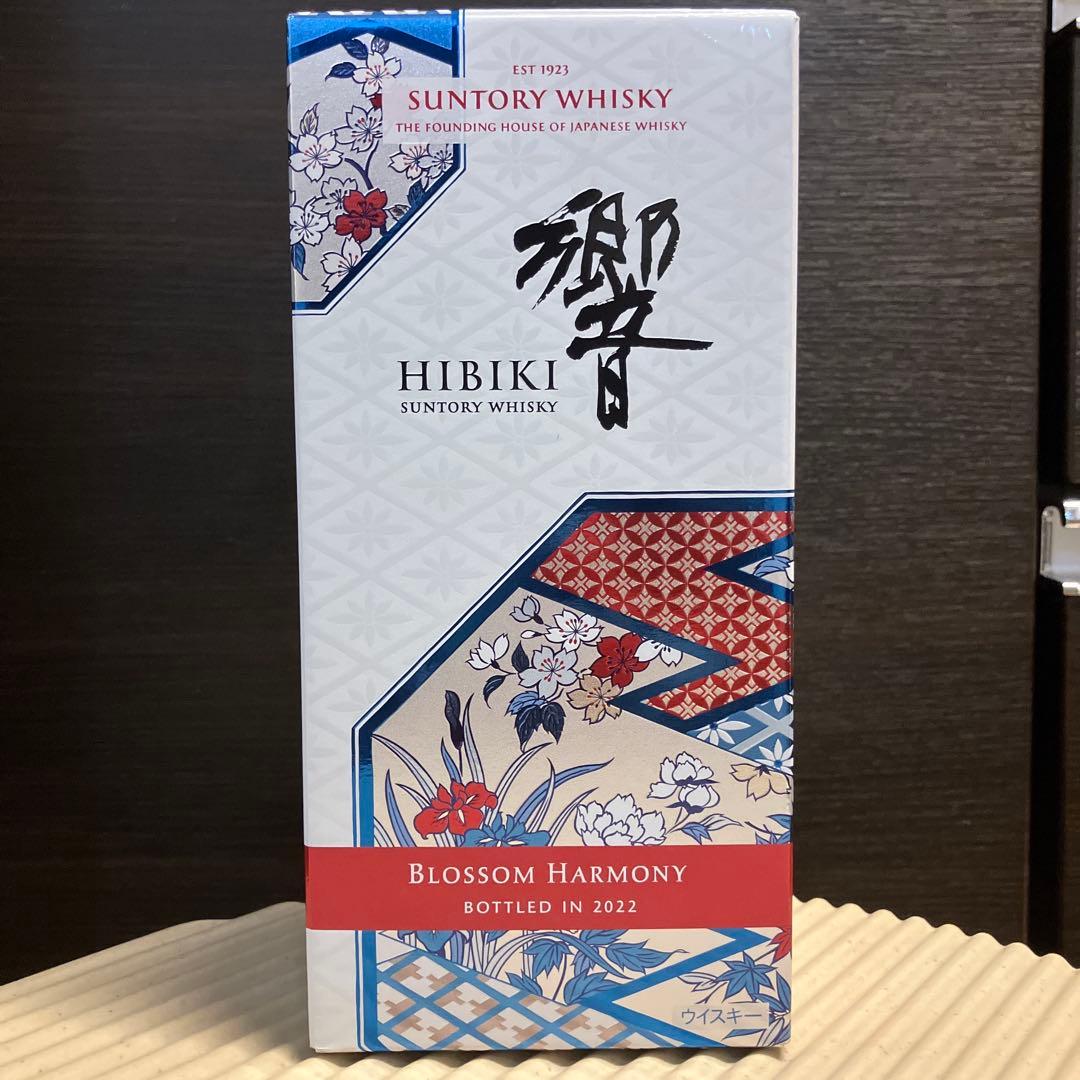 EST 1923
SUNTORY WHISKY
THE FOUNDING HOUSE OF JAPANESE WHISKY
響
HIBIKI
SUNTORY WHISKY
BLOSSOM HARMONY
BOTTLED IN 2022
ウイスキー